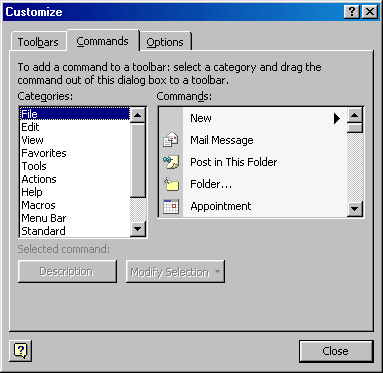 Customize
Toolbars Commands Options
To add a command to a toolbar: select a category and drag the
command out of this dialog box to a toolbar.
Categories: Commands:
File
Edit
View
Favorites
Tools
Actions
Help
Macros
Menu Bar
Standard
New
Mail Message
Post in This Folder
Folder...
Appointment
Selected command:
Description Modify Selection
Close